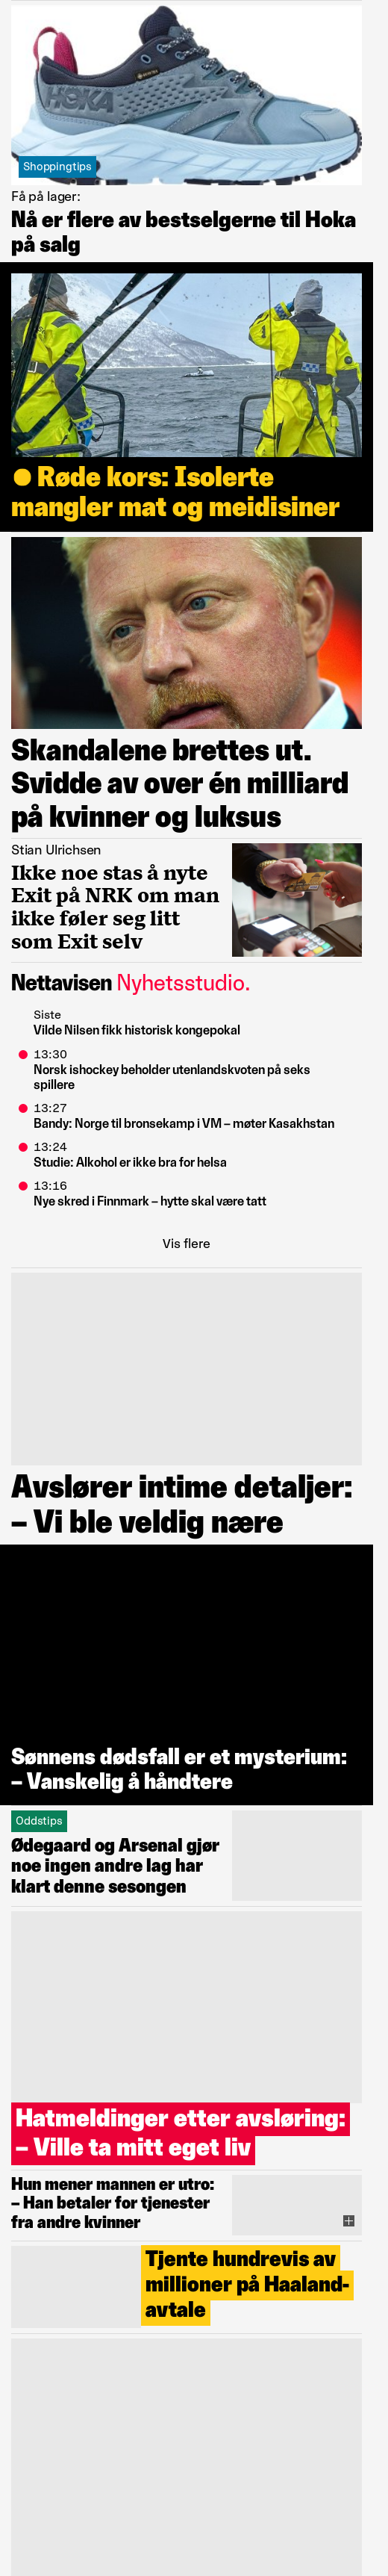 HOKA
GORE-TEX
Shoppingtips
Få på lager:
Nå er flere av bestselgerne til Hoka
på salg
Røde kors: Isolerte
mangler mat og meidisiner
Skandalene brettes ut.
Svidde av over én milliard
på kvinner og luksus
Stian Ulrichsen
Ikke noe stas å nyte
Exit på NRK om man
ikke føler seg litt
som Exit selv
Nettavisen Nyhetsstudio.
Siste
Vilde Nilsen fikk historisk kongepokal
13:30
Norsk ishockey beholder utenlandskvoten på seks
spillere
13:27
Bandy: Norge til bronsekamp i VM – møter Kasakhstan
13:24
Studie: Alkohol er ikke bra for helsa
13:16
Nye skred i Finnmark – hytte skal være tatt
Vis flere
Avslører intime detaljer:
– Vi ble veldig nære
Sønnens dødsfall er et mysterium:
– Vanskelig å håndtere
Oddstips
Ødegaard og Arsenal gjør
noe ingen andre lag har
klart denne sesongen
Hatmeldinger etter avsløring:
– Ville ta mitt eget liv
Hun mener mannen er utro:
– Han betaler for tjenester
fra andre kvinner
Tjente hundrevis av
millioner på Haaland-
avtale